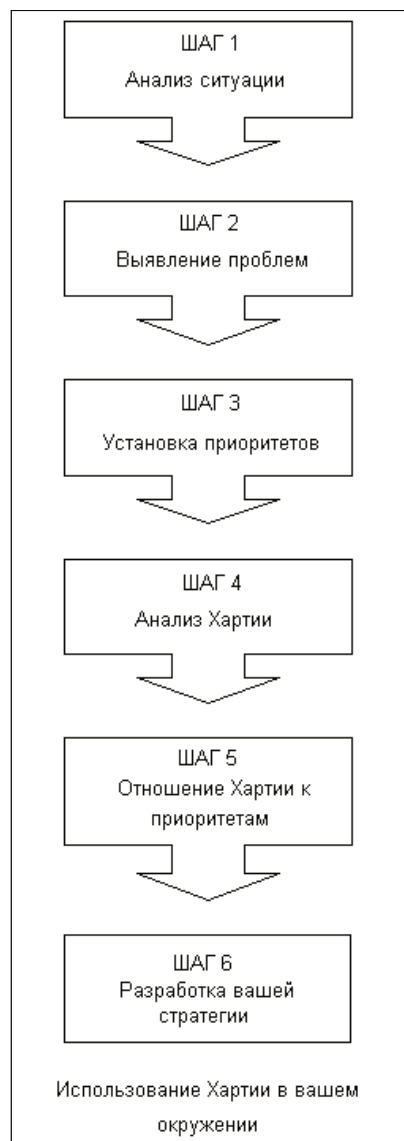 ШАГ 1
Анализ ситуации
ШАГ 2
Выявление проблем
ШАГ 3
Установка приоритетов
ШАГ 4
Анализ Хартии
ШАГ 5
Отношение Хартии к
приоритетам
ШАГ 6
Разработка вашей
стратегии
Использование Хартии в вашем
окружении